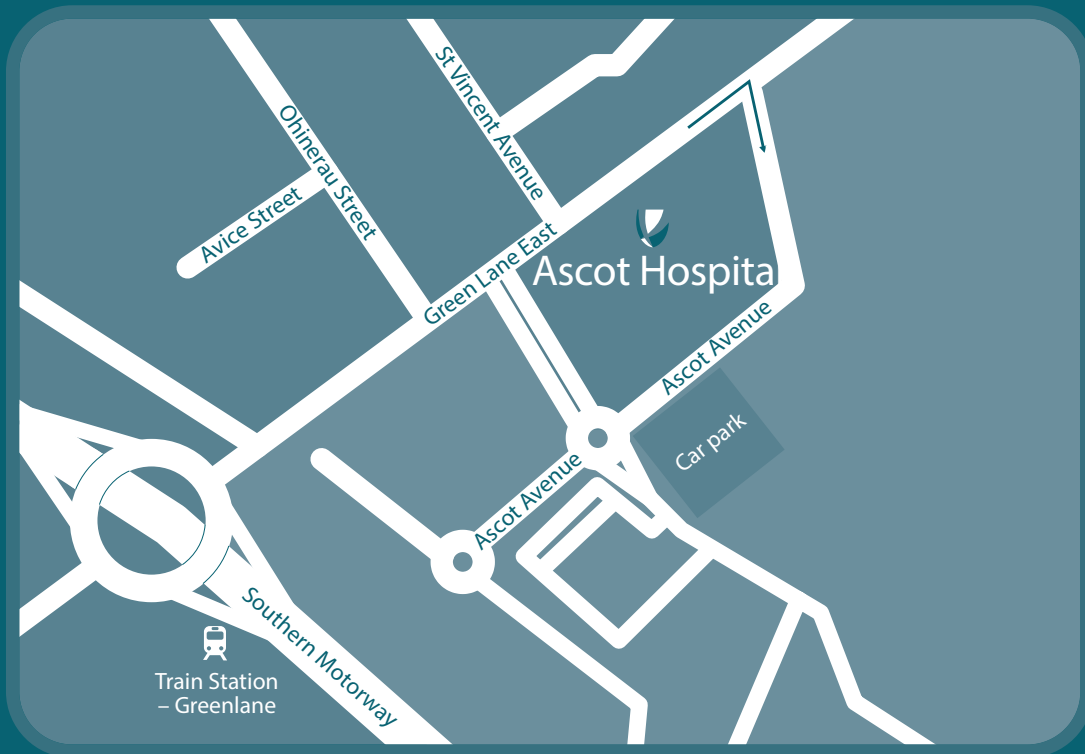 St Vincent Avenue
Ohinerau Street
Avice Street
Green Lane East
Ascot Hospita
Ascot Avenue
Car park
Ascot Avenue
Southern Motorway
Train Station
– Greenlane